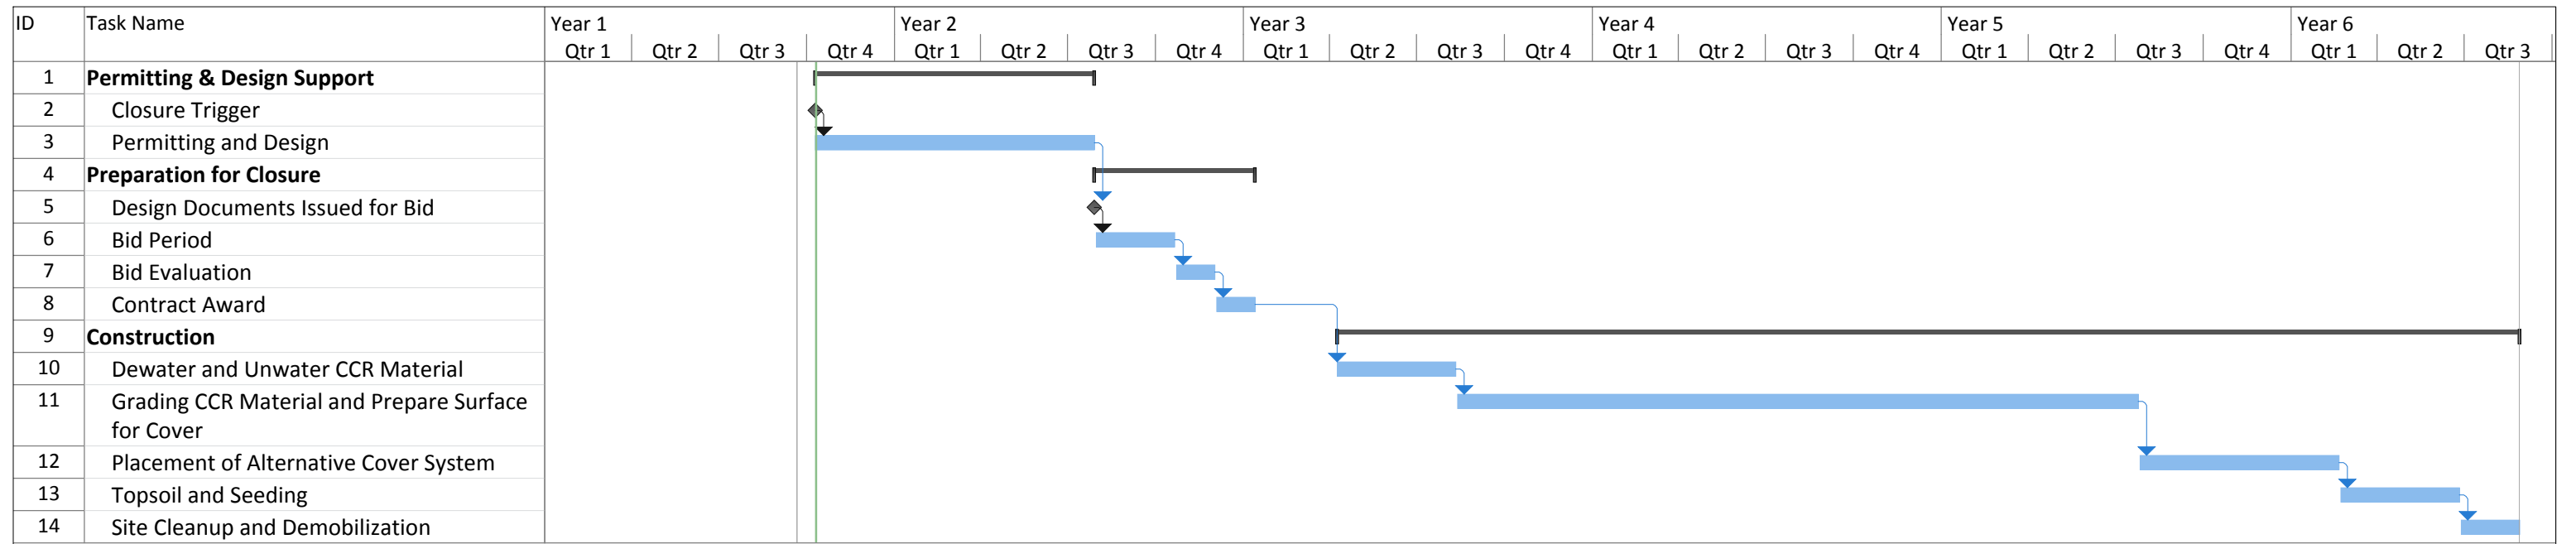 ID Task Name Year 1 Year 2 Year 3 Year 4 Year 5 Year 6
Qtr 1 Qtr 2 Qtr 3 Qtr 4 Qtr 1 Qtr 2 Qtr 3 Qtr 4 Qtr 1 Qtr 2 Qtr 3 Qtr 4 Qtr 1 Qtr 2 Qtr 3 Qtr 4 Qtr 1 Qtr 2 Qtr 3 Qtr 4 Qtr 1 Qtr 2 Qtr 3
1 Permitting & Design Support
2 Closure Trigger
3 Permitting and Design
4 Preparation for Closure
5 Design Documents Issued for Bid
6 Bid Period
7 Bid Evaluation
8 Contract Award
9 Construction
10 Dewater and Unwater CCR Material
11 Grading CCR Material and Prepare Surface
for Cover
12 Placement of Alternative Cover System
13 Topsoil and Seeding
14 Site Cleanup and Demobilization